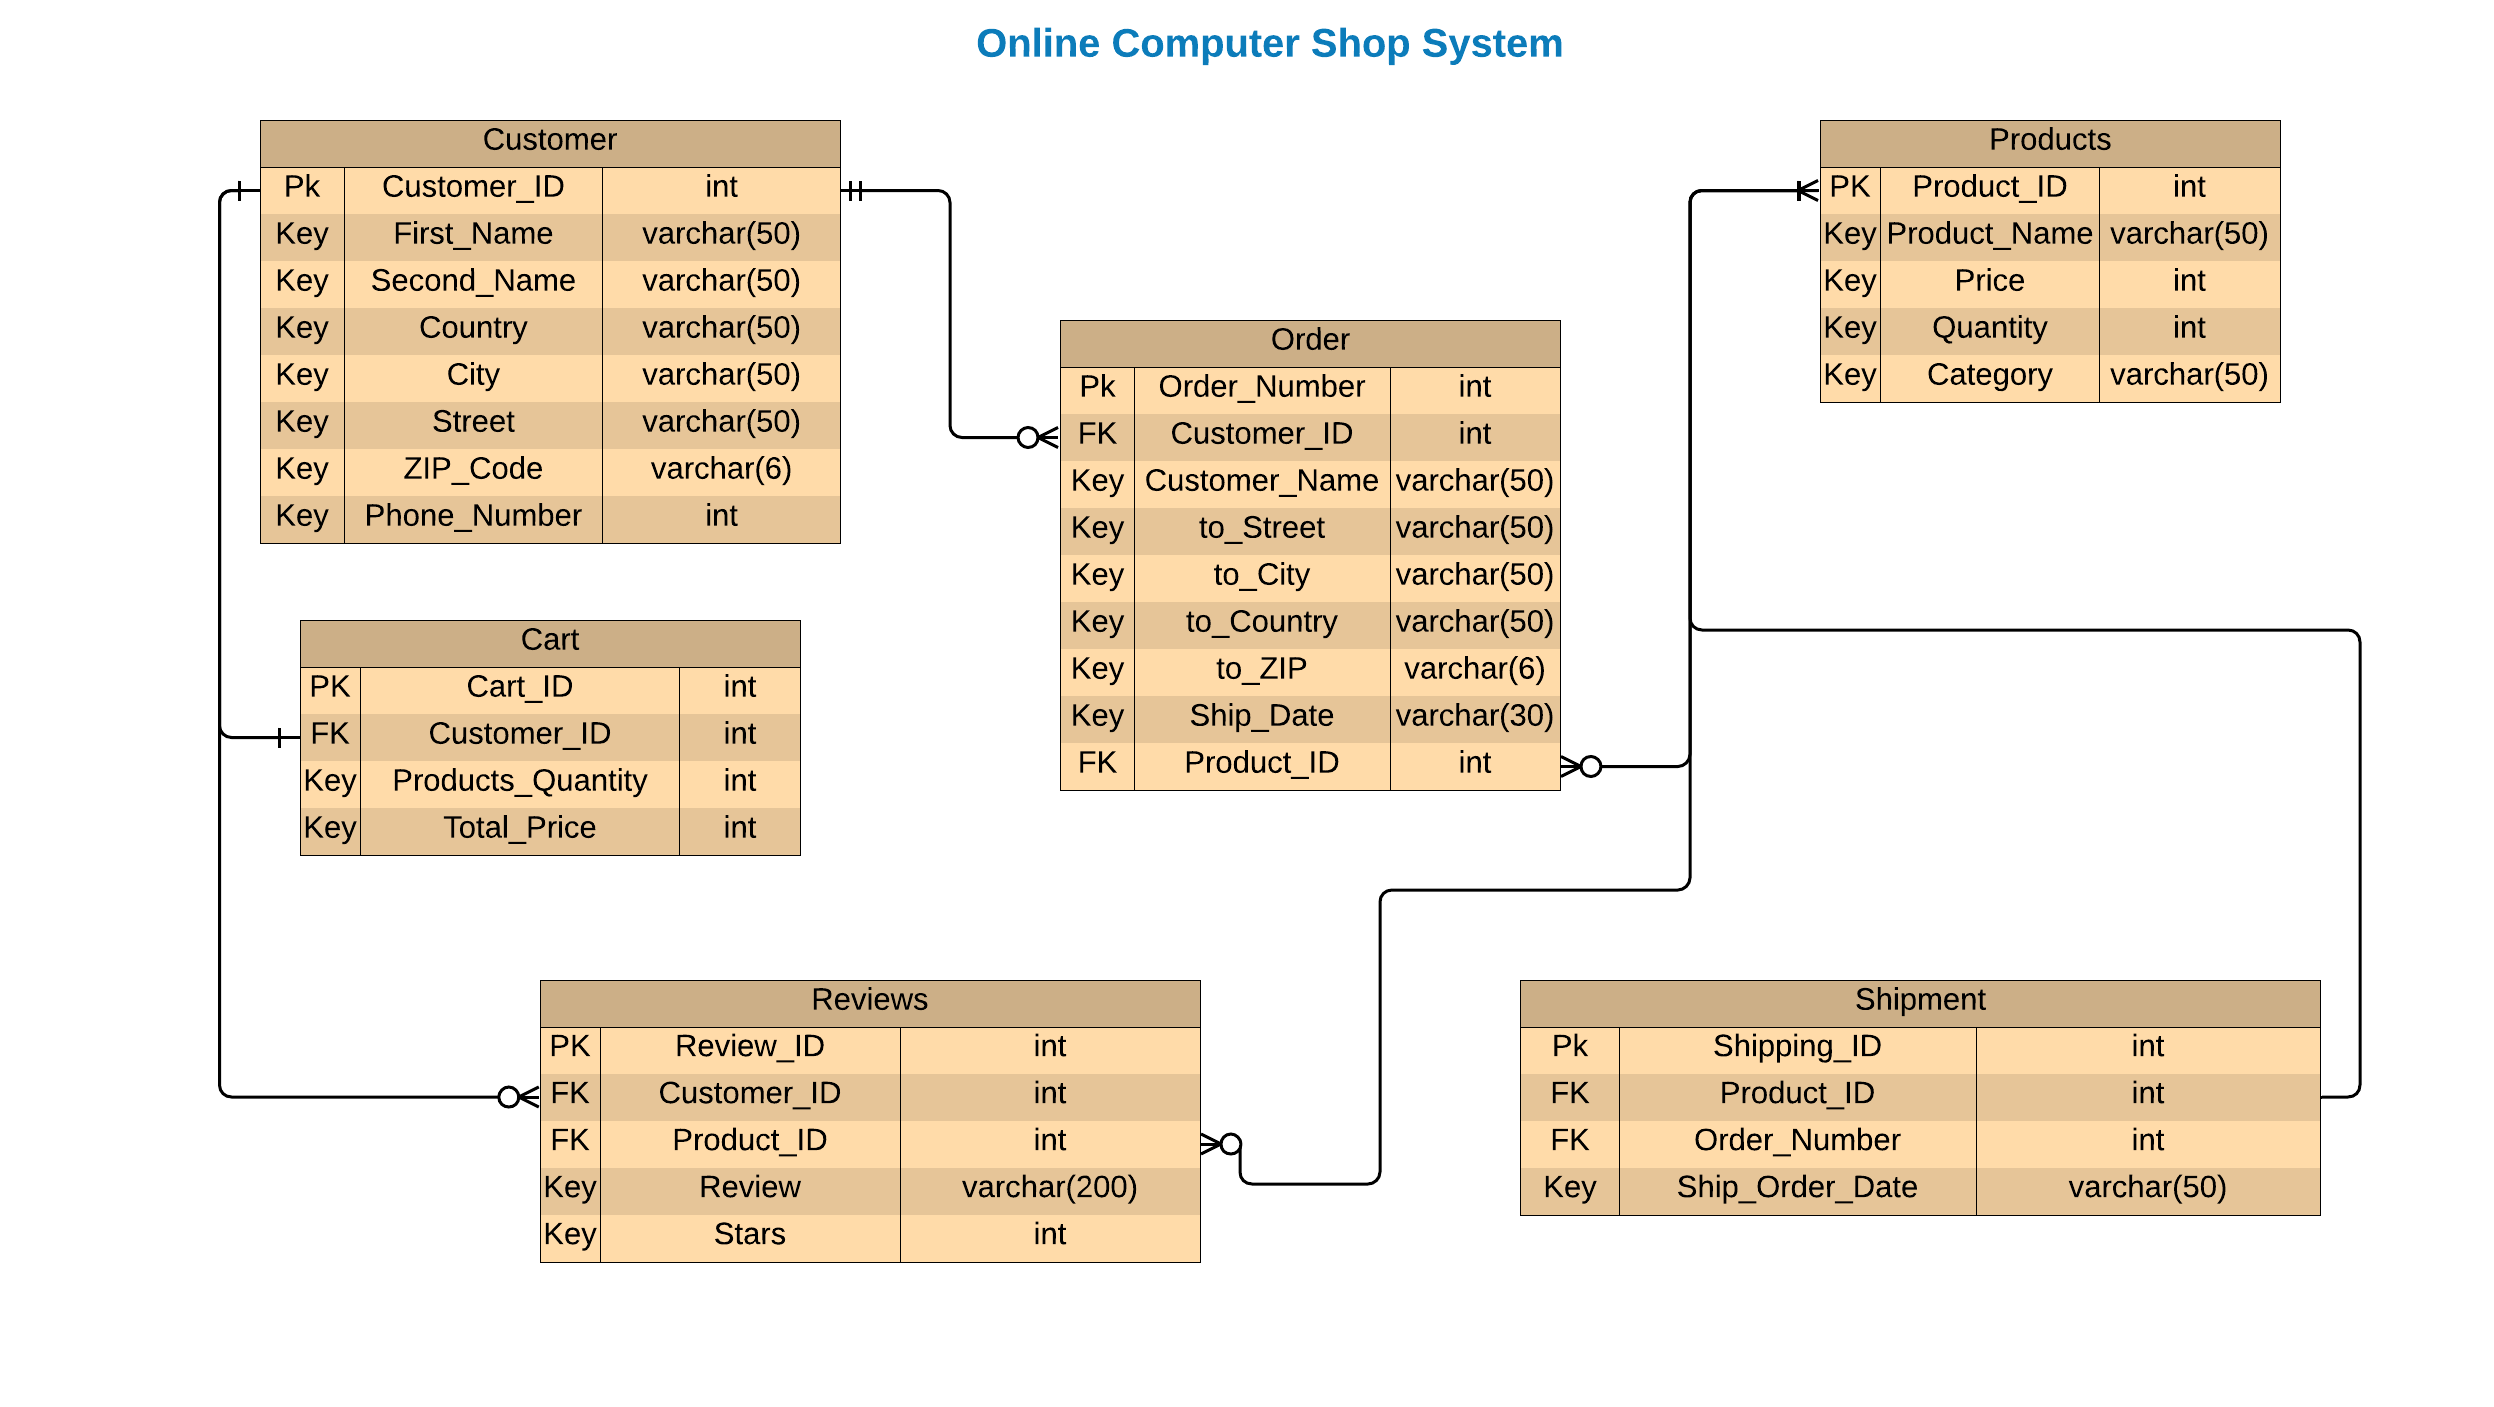 Online Computer Shop System
Customer
Pk Customer_ID int
Key First_Name varchar(50)
Key Second_Name varchar(50)
Key Country varchar(50)
Key City varchar(50)
Key Street varchar(50)
Key ZIP_Code varchar(6)
Key Phone_Number int
Products
PK Product_ID int
Key Product_Name varchar(50)
Key Price int
Key Quantity int
Key Category varchar(50)
Order
Pk Order_Number int
FK Customer_ID int
Key Customer_Name varchar(50)
Key to_Street varchar(50)
Key to_City varchar(50)
Key to_Country varchar(50)
Key to_ZIP varchar(6)
Key Ship_Date varchar(30)
FK Product_ID int
Cart
PK Cart_ID int
FK Customer_ID int
Key Products_Quantity int
Key Total_Price int
Reviews
PK Review_ID int
FK Customer_ID int
FK Product_ID int
Key Review varchar(200)
Key Stars int
Shipment
Pk Shipping_ID int
FK Product_ID int
FK Order_Number int
Key Ship_Order_Date varchar(50)